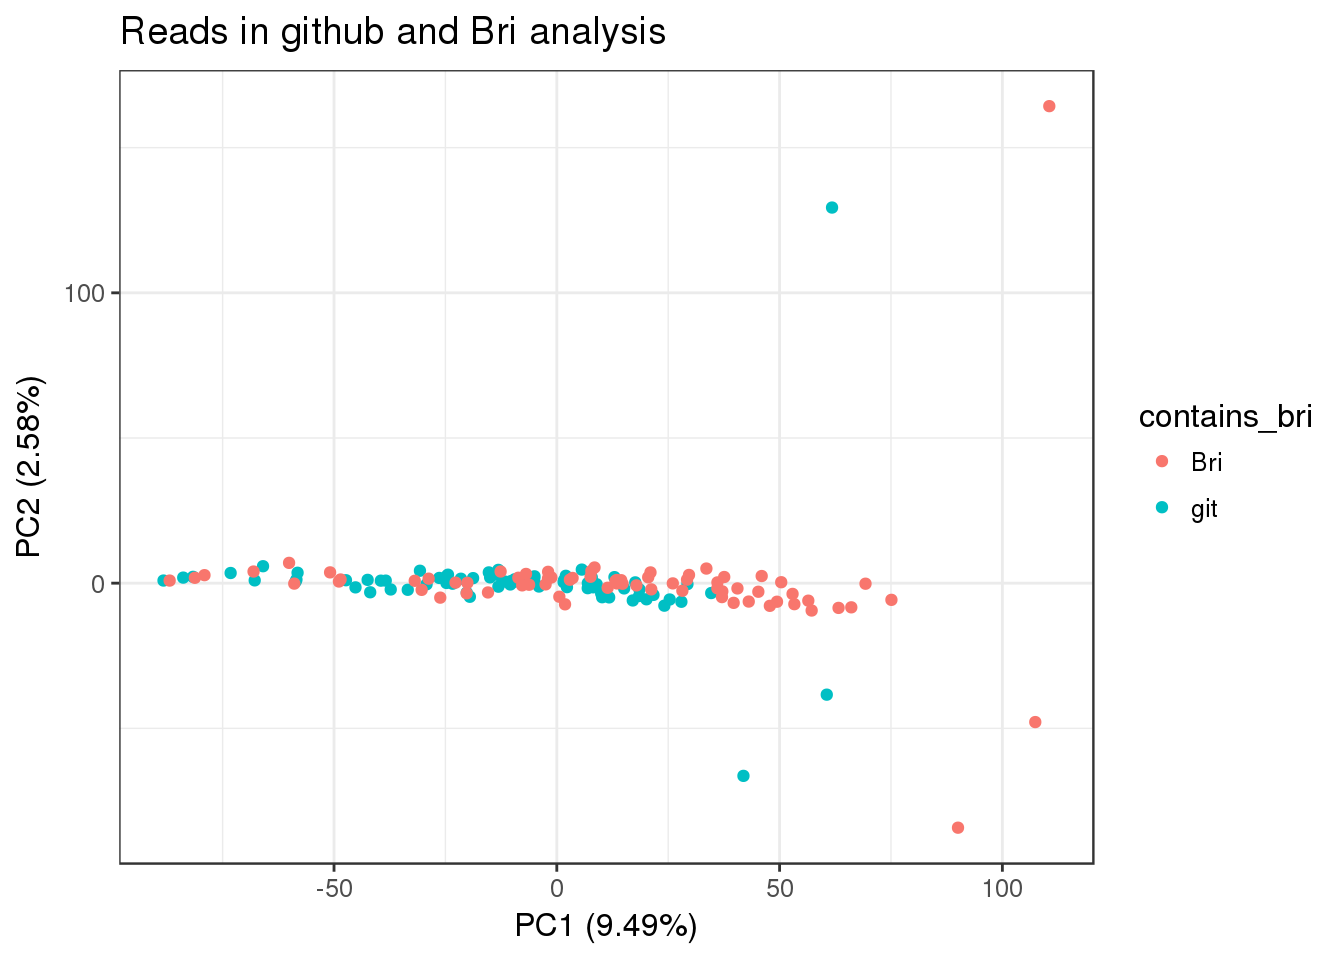 Reads in github and Bri analysis
100
0
PC2 (2.58%)
-50
0
50
100
PC1 (9.49%)
contains_bri
Bri
git